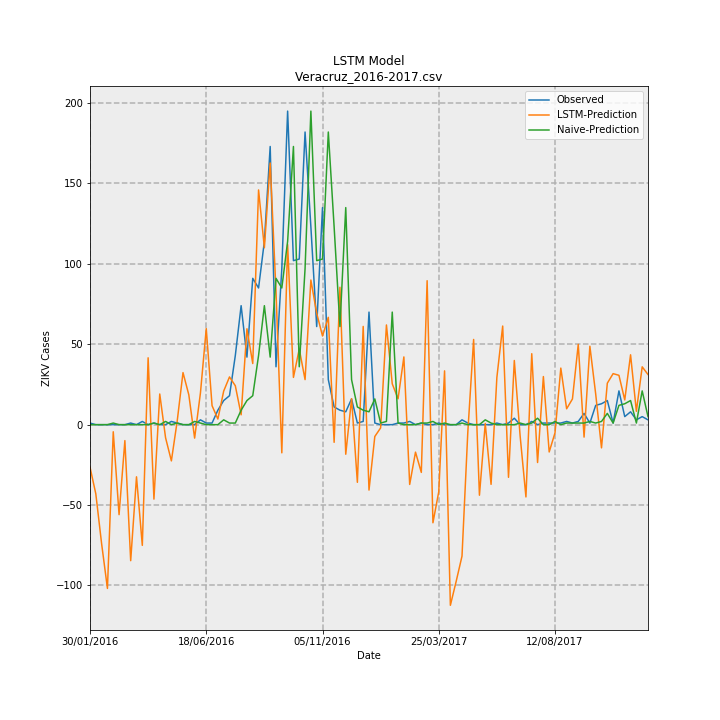 LSTM Model
Veracruz_2016-2017.csv
Observed
LSTM-Prediction
Naive-Prediction
ZIKV Cases
200
150
100
50
0
−50
−100
30/01/2016 18/06/2016 05/11/2016 25/03/2017 12/08/2017
Date